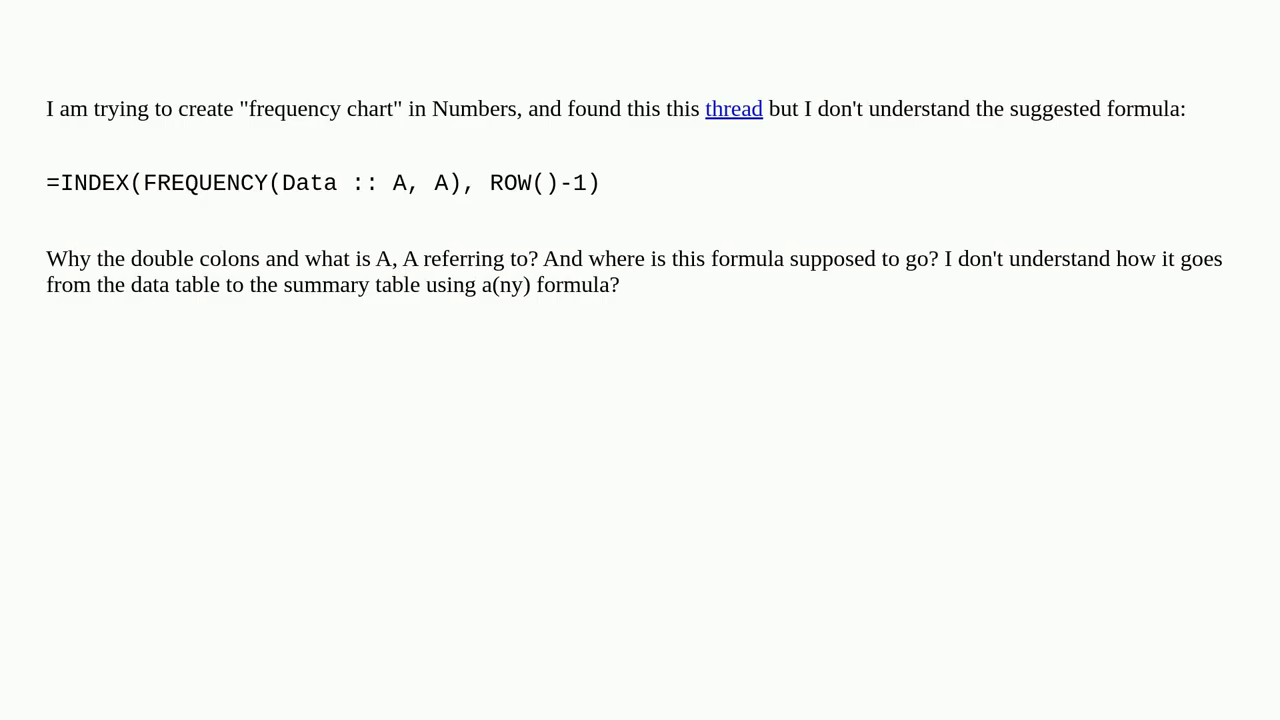 I am trying to create "frequency chart" in Numbers, and found this this thread but I don't understand the suggested formula:
=INDEX(FREQUENCY(Data :: A, A), ROW()-1)
Why the double colons and what is A, A referring to? And where is this formula supposed to go? I don't understand how it goes
from the data table to the summary table using a(ny) formula?